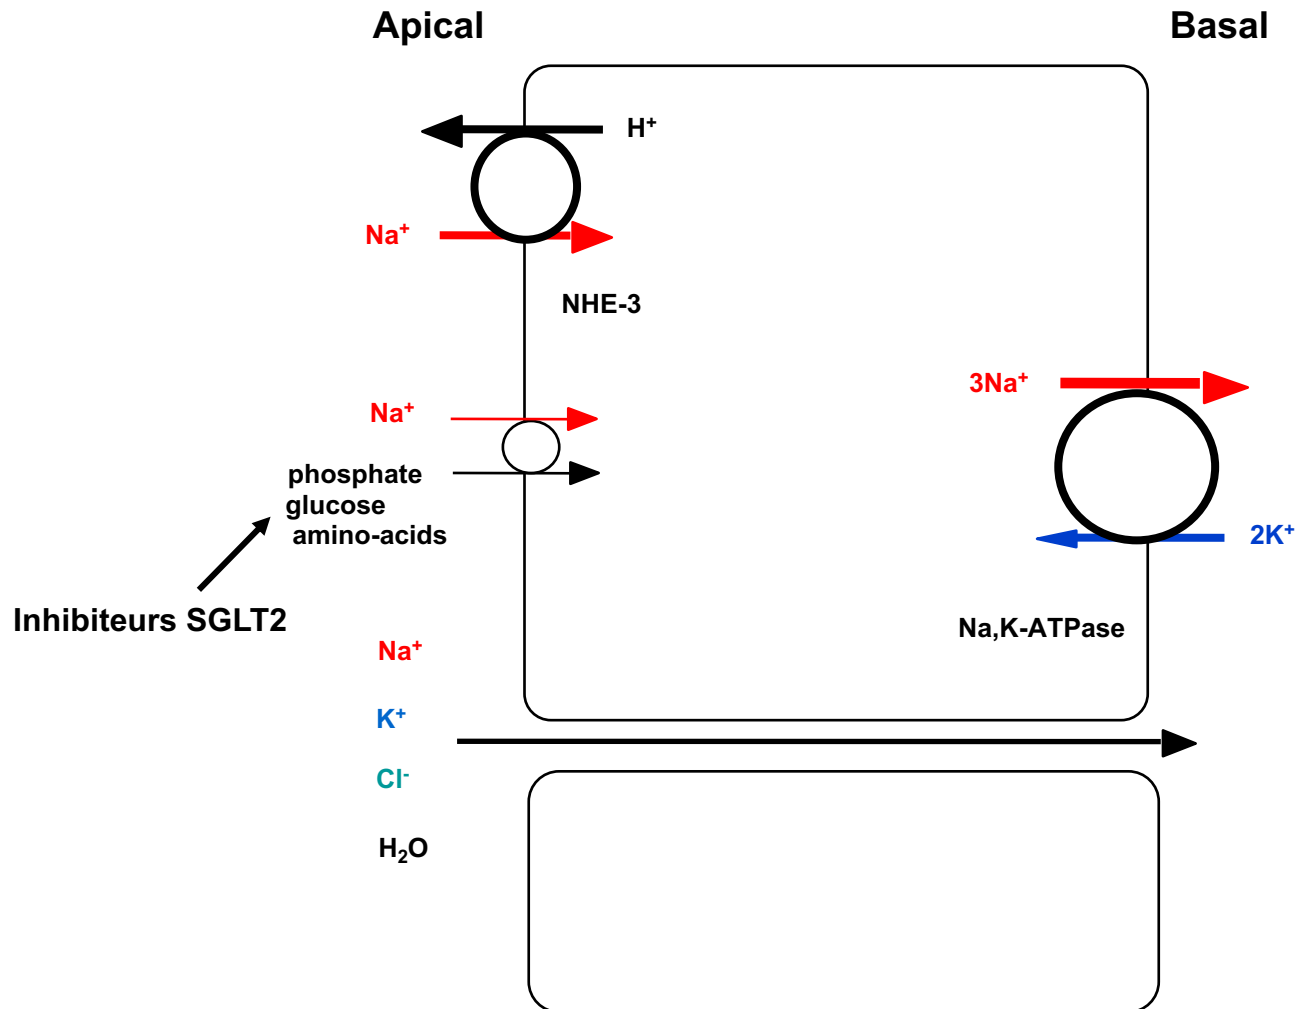 Apical
Basal
H⁺
Na⁺
NHE-3
3Na⁺
Na⁺
phosphate
glucose
amino-acids
2K⁺
Inhibiteurs SGLT2
Na,K-ATPase
Na⁺
K⁺
Cl⁻
H₂O